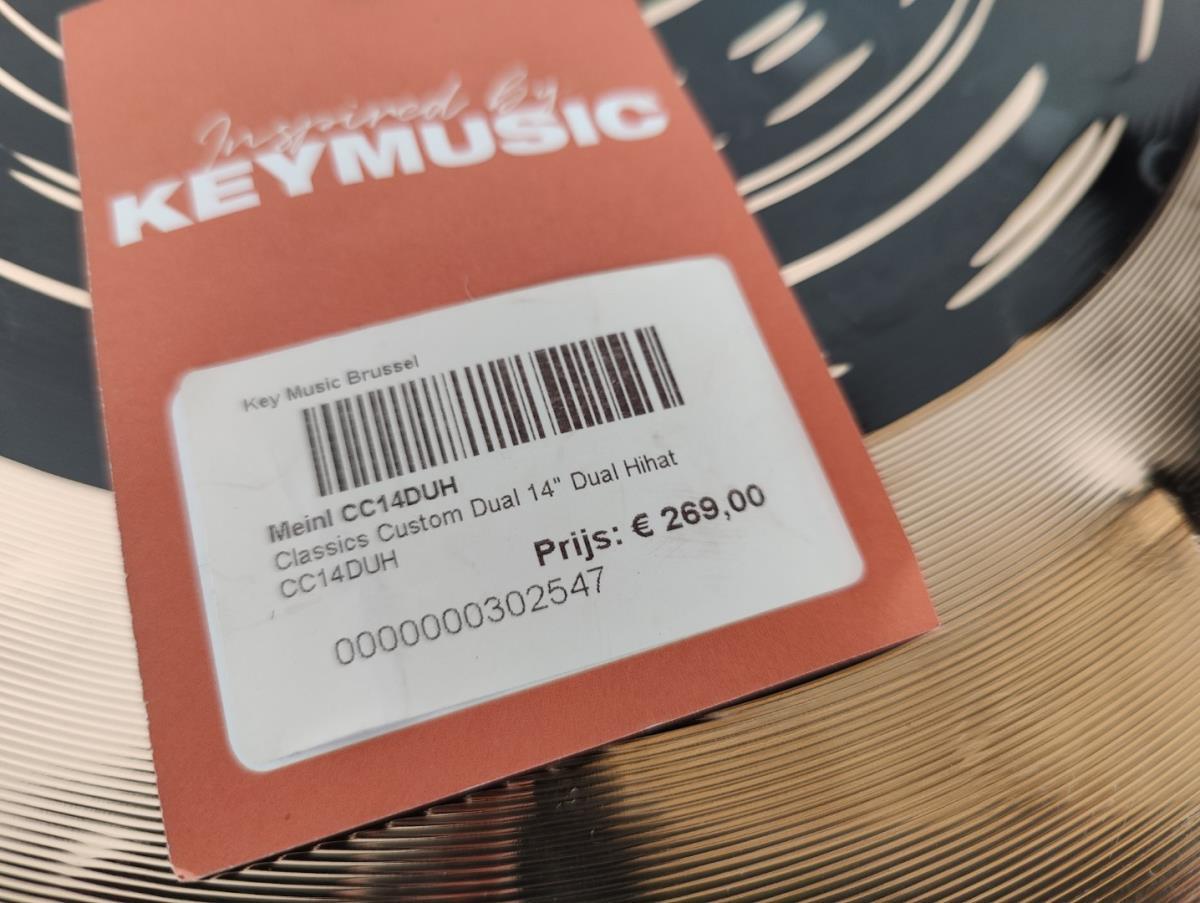 Inspired By
KEYMUSIC
Key Music Brussel
Meinl CC14DUH
Classics Custom Dual 14" Dual Hihat
CC14DUH
Prijs: € 269,00
0000000302547